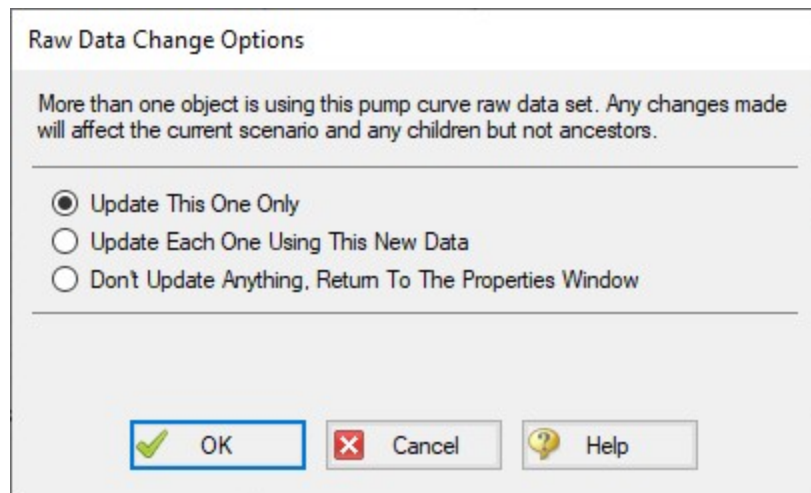 Raw Data Change Options
More than one object is using this pump curve raw data set. Any changes made
will affect the current scenario and any children but not ancestors.
Update This One Only
Update Each One Using This New Data
Don't Update Anything, Return To The Properties Window
OK
Cancel
Help